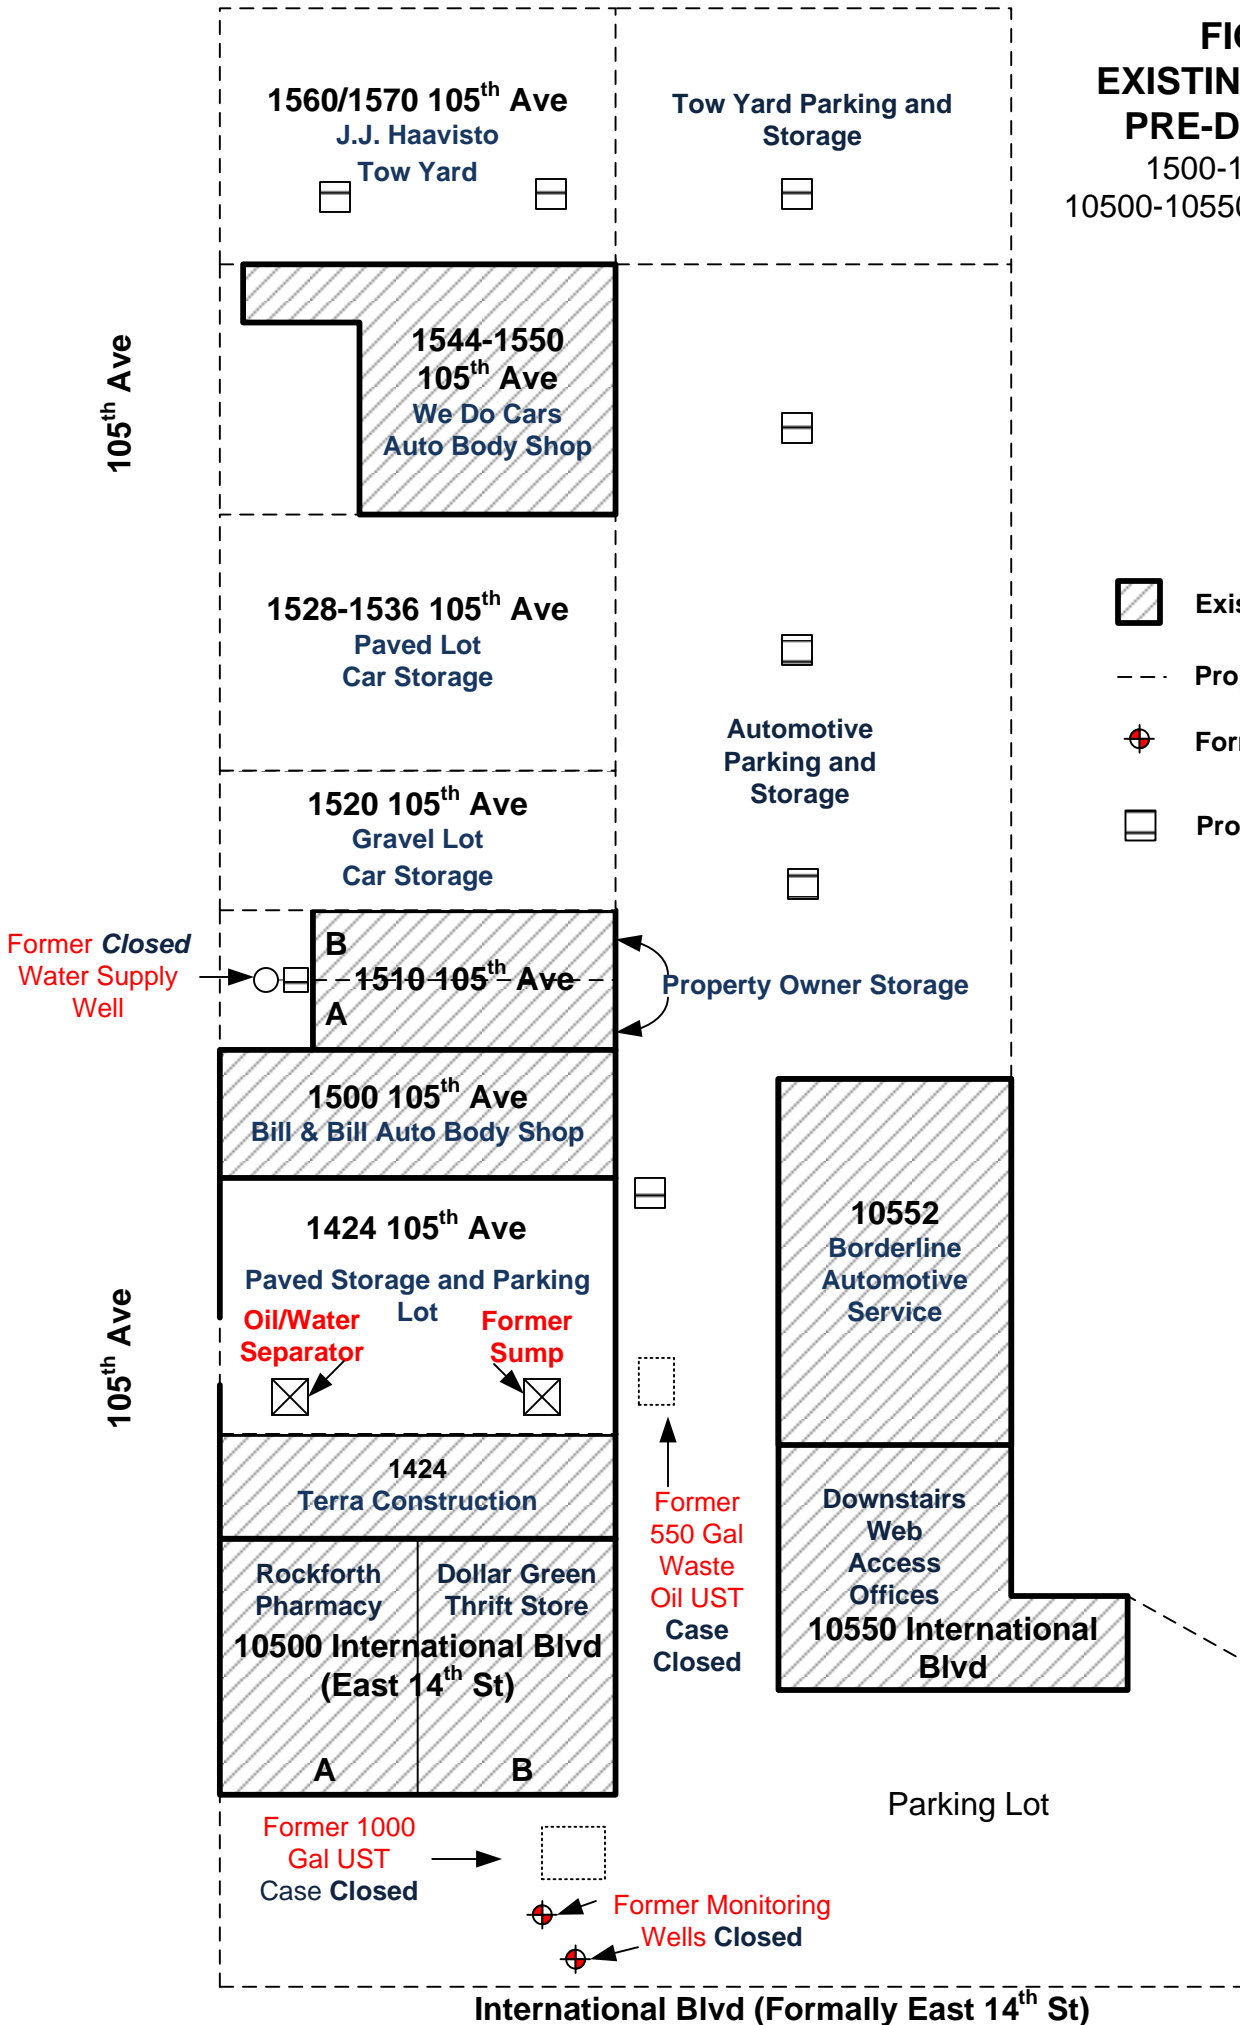 FIG
EXISTIN
PRE-D
1500-1
10500-10550
1560/1570 105th Ave
J.J. Haavisto
Tow Yard
Tow Yard Parking and
Storage
105th Ave
1544-1550
105th Ave
We Do Cars
Auto Body Shop
1528-1536 105th Ave
Paved Lot
Car Storage
Exis
Pro
Form
Pro
Automotive
Parking and
Storage
1520 105th Ave
Gravel Lot
Car Storage
Former Closed
Water Supply
Well
B
1510 105th Ave
A
Property Owner Storage
1500 105th Ave
Bill & Bill Auto Body Shop
1424 105th Ave
Paved Storage and Parking
Lot
Oil/Water
Separator
Former
Sump
105th Ave
10552
Borderline
Automotive
Service
1424
Terra Construction
Former
550 Gal
Waste
Oil UST
Case
Closed
Downstairs
Web
Access
Offices
10550 International
Blvd
Rockforth
Pharmacy
Dollar Green
Thrift Store
10500 International Blvd
(East 14th St)
A
B
Parking Lot
Former 1000
Gal UST
Case Closed
Former Monitoring
Wells Closed
International Blvd (Formally East 14th St)